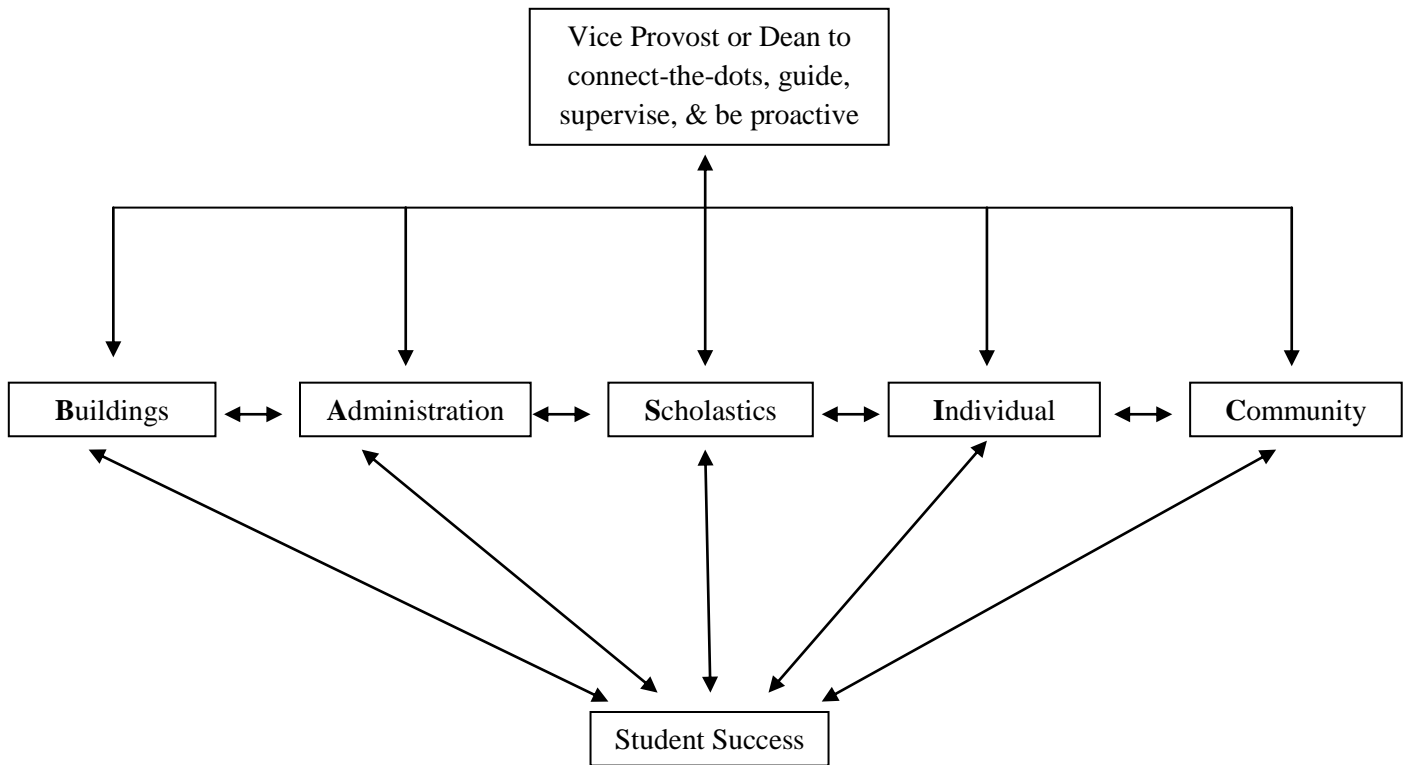 Vice Provost or Dean to
connect-the-dots, guide,
supervise, & be proactive
Buildings
Administration
Scholastics
Individual
Community
Student Success